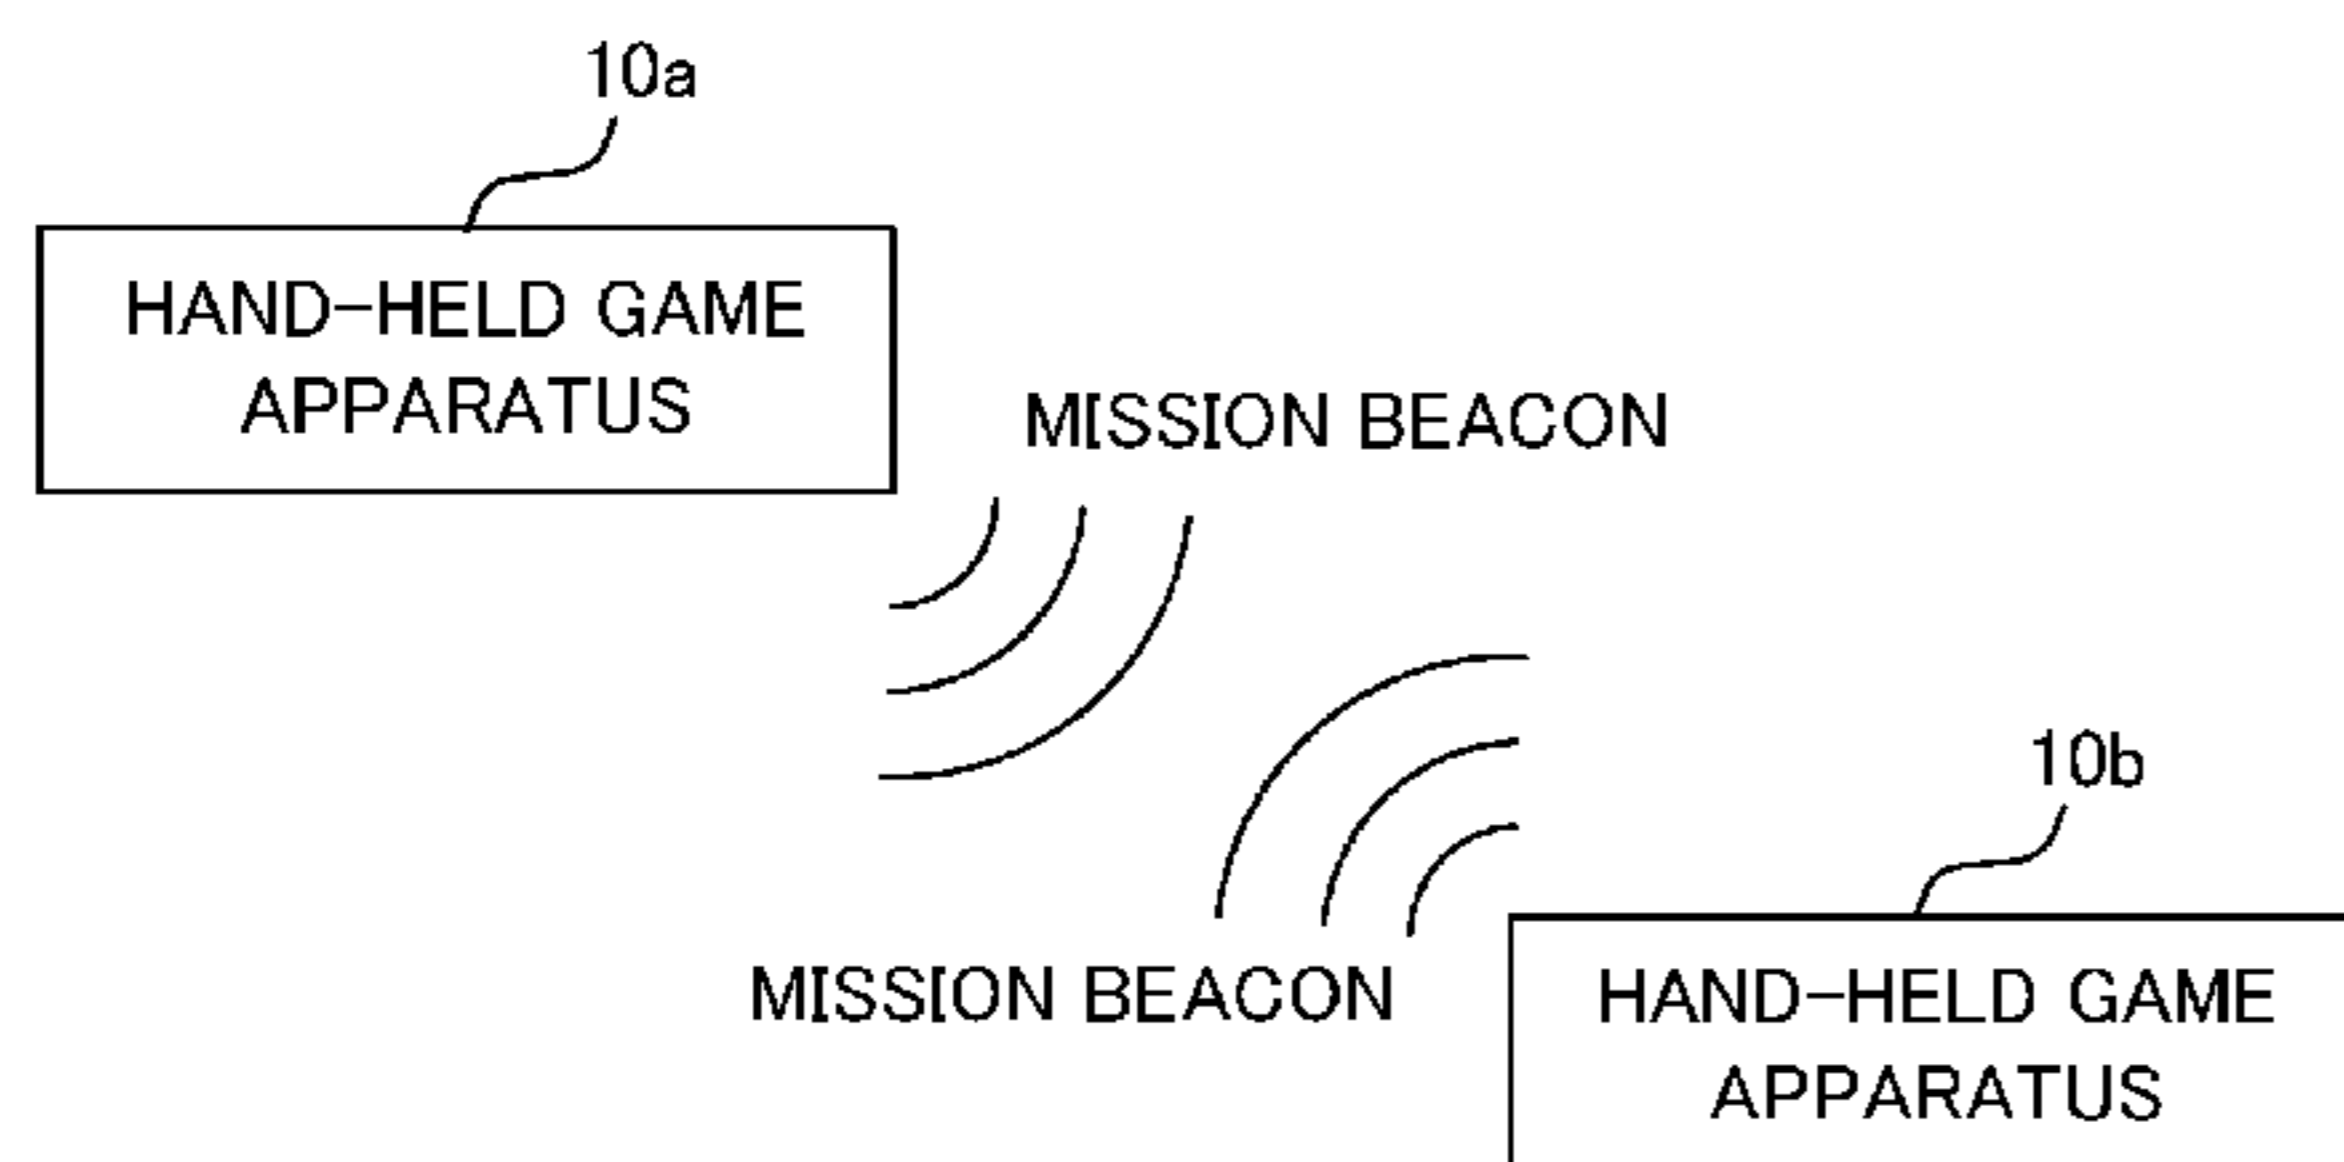 10a
HAND-HELD GAME
APPARATUS
MISSION BEACON
10b
MISSION BEACON
HAND-HELD GAME
APPARATUS